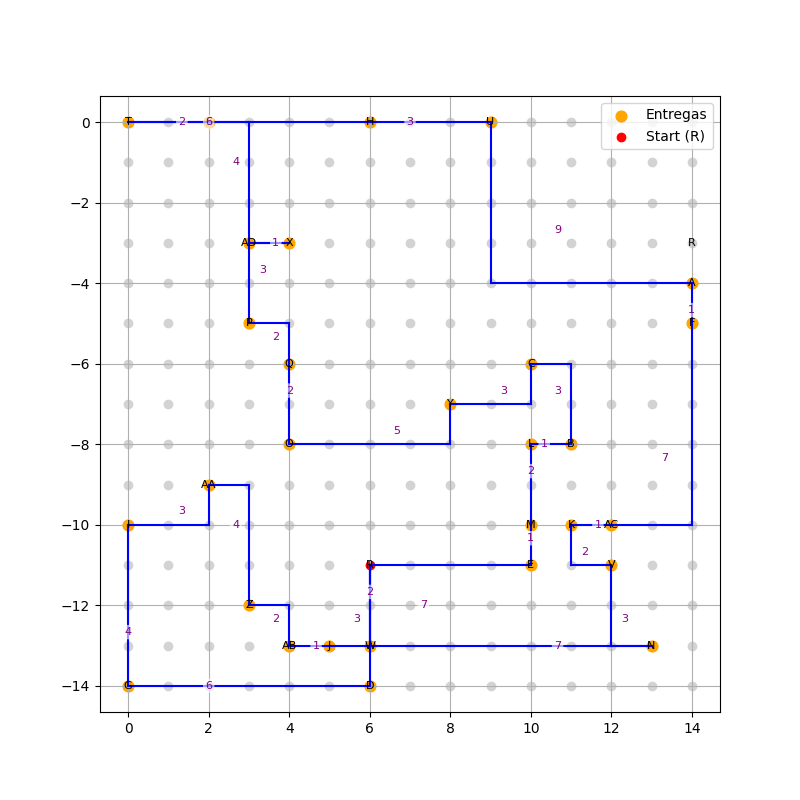 Entregas
Start (R)
0
T 2 6 H 3 U
4
-2
9
AD 1 X
R
3
-4
A
1
P
F
2
-6
Q
C
2
3
3
Y
5
-8
O
L 1 B
7
2
AA
3
-10
I
4
M
K 1 AC
1
2
E
V
2
-12
Z
7
4
2
3
3
AB 1 J W 7 N
-14
G 6 D
0 2 4 6 8 10 12 14